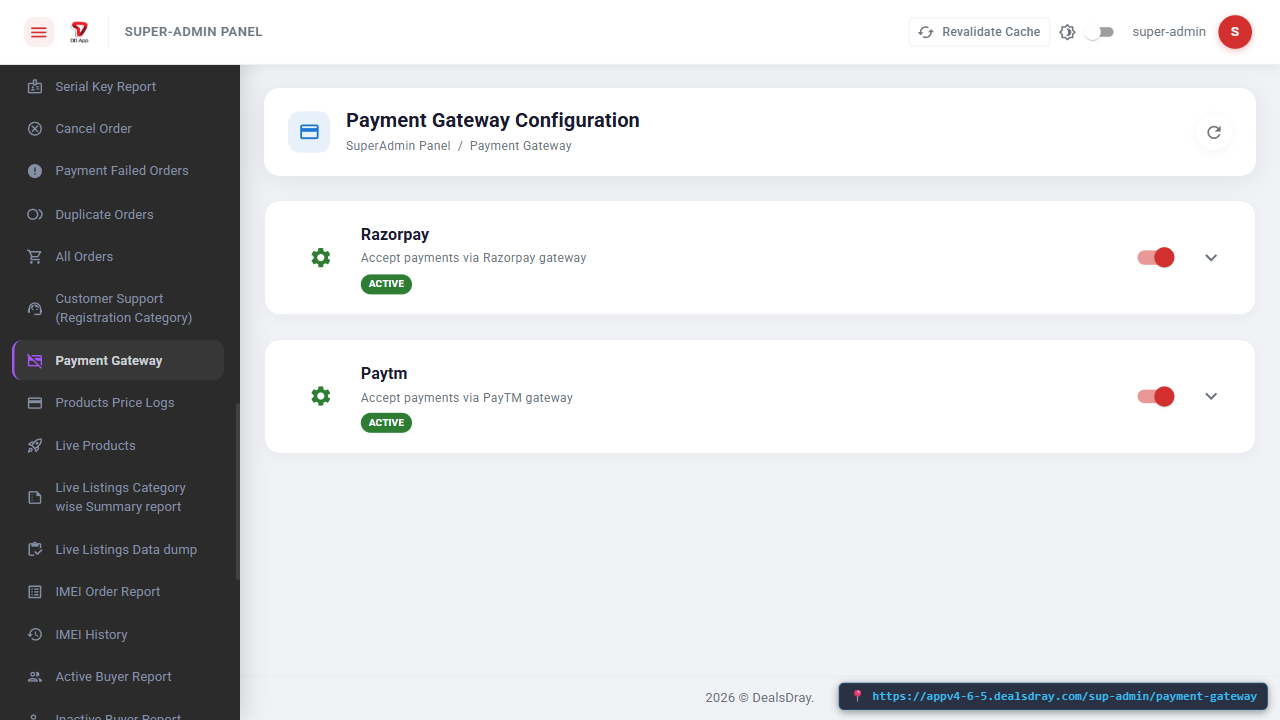 DD App
SUPER-ADMIN PANEL
Revalidate Cache
super-admin
S
Serial Key Report
Cancel Order
Payment Failed Orders
Duplicate Orders
All Orders
Customer Support
(Registration Category)
Payment Gateway
Products Price Logs
Live Products
Live Listings Category
wise Summary report
Live Listings Data dump
IMEI Order Report
IMEI History
Active Buyer Report
Inactive Buyer Report
Payment Gateway Configuration
SuperAdmin Panel / Payment Gateway
Razorpay
Accept payments via Razorpay gateway
ACTIVE
Paytm
Accept payments via PayTM gateway
ACTIVE
2026 © DealsDray.
https://appv4-6-5.dealsdray.com/sup-admin/payment-gateway